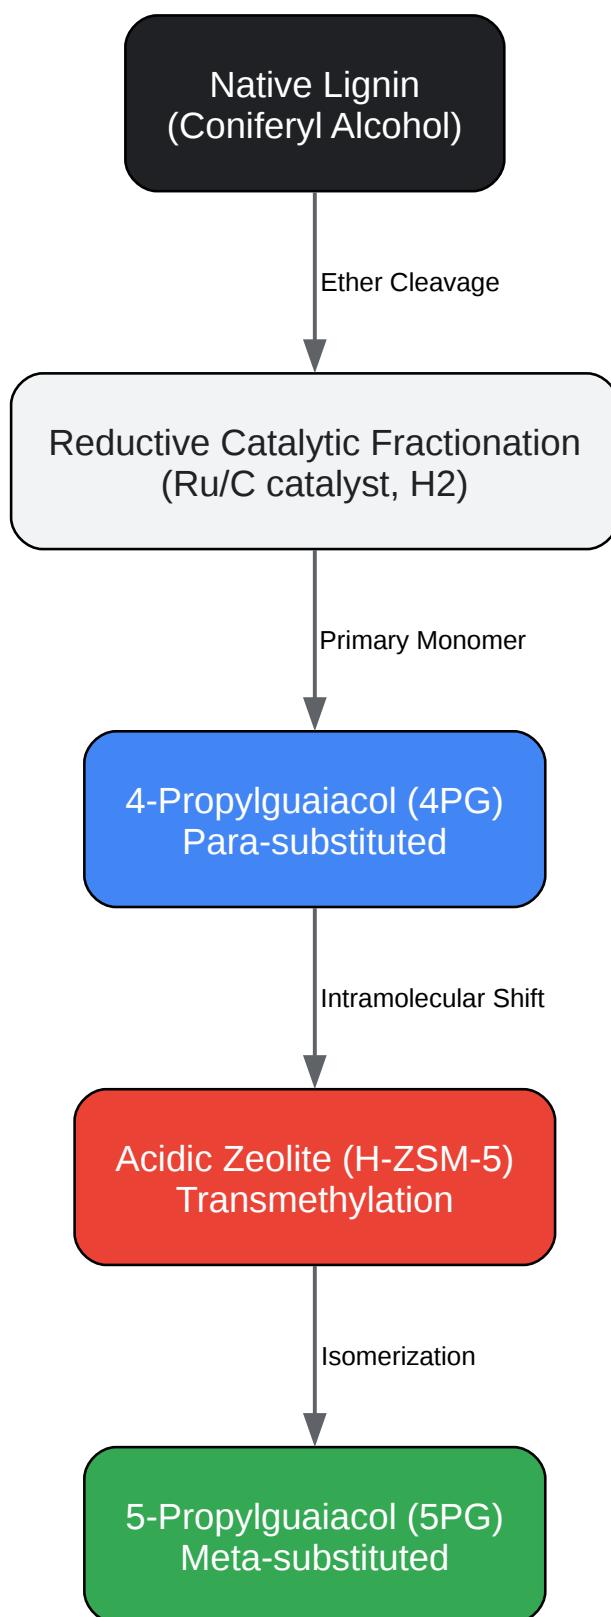 Native Lignin
(Coniferyl Alcohol)
Ether Cleavage
Reductive Catalytic Fractionation
(Ru/C catalyst, H2)
Primary Monomer
4-Propylguaiacol (4PG)
Para-substituted
Intramolecular Shift
Acidic Zeolite (H-ZSM-5)
Transmethylation
Isomerization
5-Propylguaiacol (5PG)
Meta-substituted